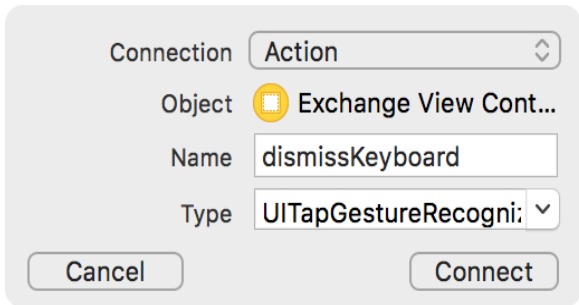 Connection Action
Object Exchange View Cont...
Name dismissKeyboard
Type UITapGestureRecogni
Cancel Connect